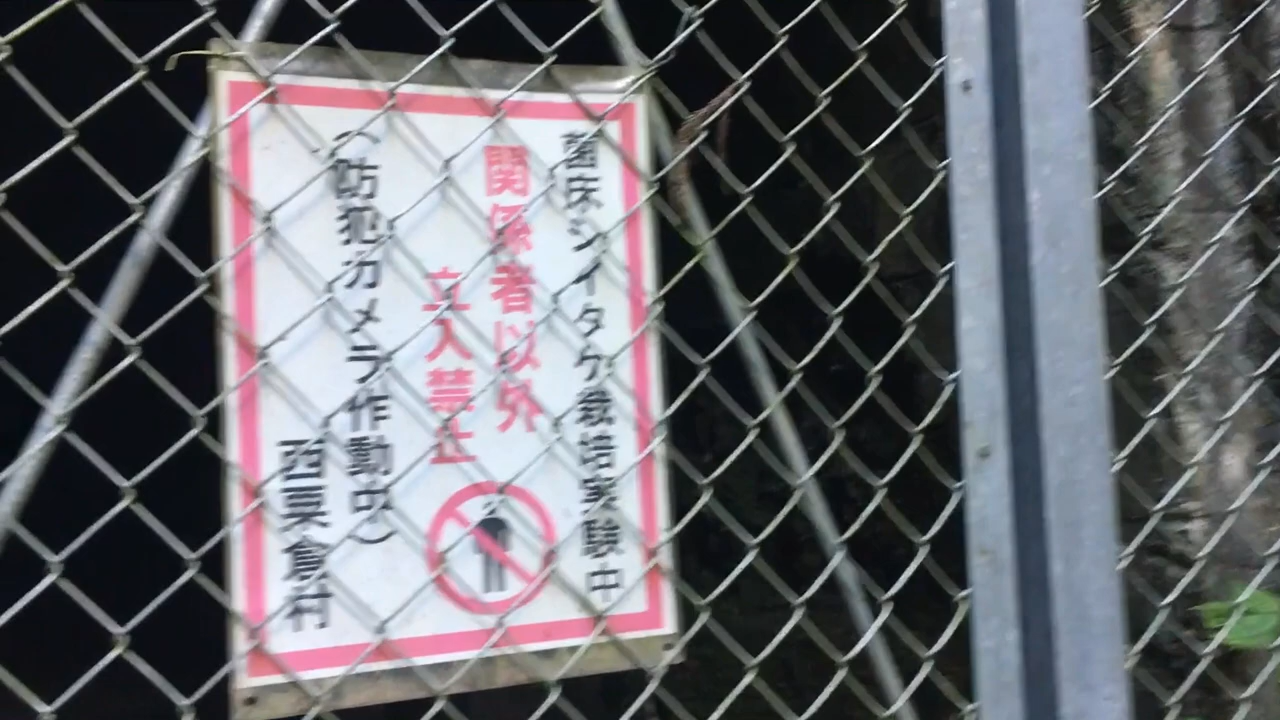 菌床シイタケ栽培実験中
関係者以外
立入禁止
（防犯カメラ作動中）
西粟倉村